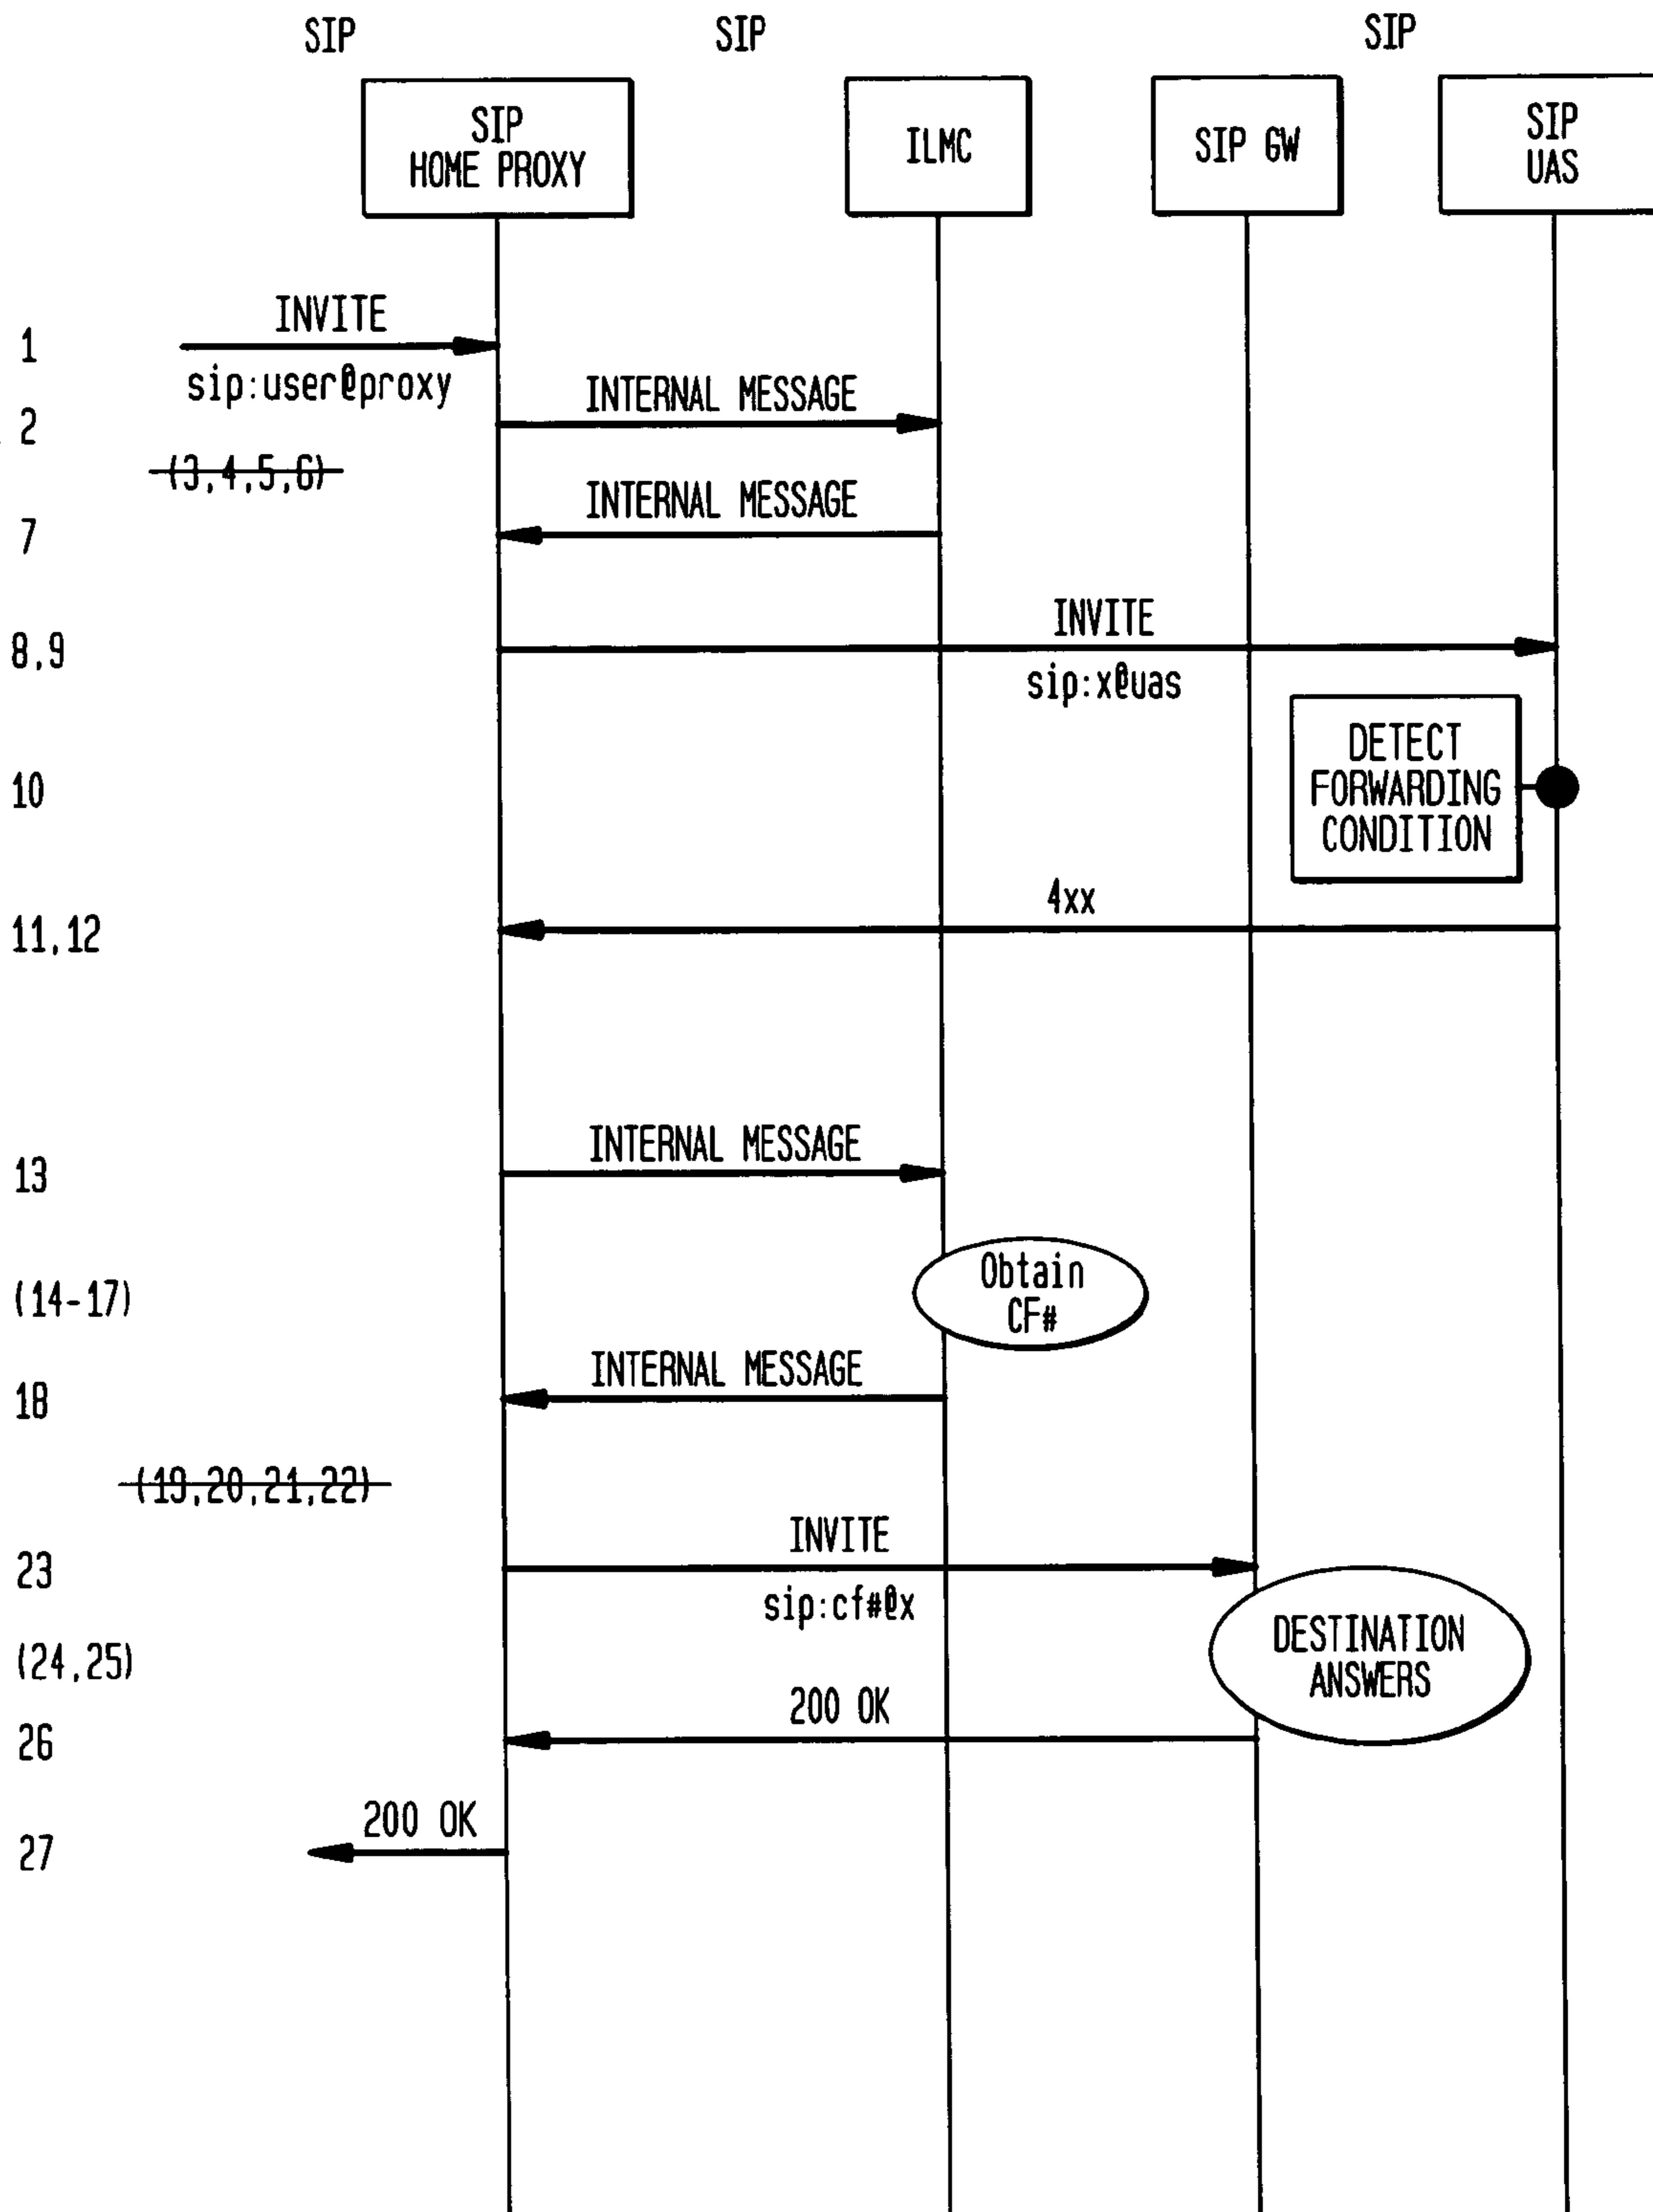 SIP SIP SIP
SIP
HOME PROXY
ILMC
SIP GW
SIP
UAS
1
INVITE
sip:user@proxy
2
INTERNAL MESSAGE
(3,4,5,6)
7
INTERNAL MESSAGE
8,9
INVITE
sip:x@uas
10
DETECT
FORWARDING
CONDITION
11,12
4xx
13
INTERNAL MESSAGE
(14-17)
Obtain
CF#
18
INTERNAL MESSAGE
(19,20,21,22)
23
INVITE
sip:cf#@x
(24,25)
DESTINATION
ANSWERS
26
200 OK
27
200 OK